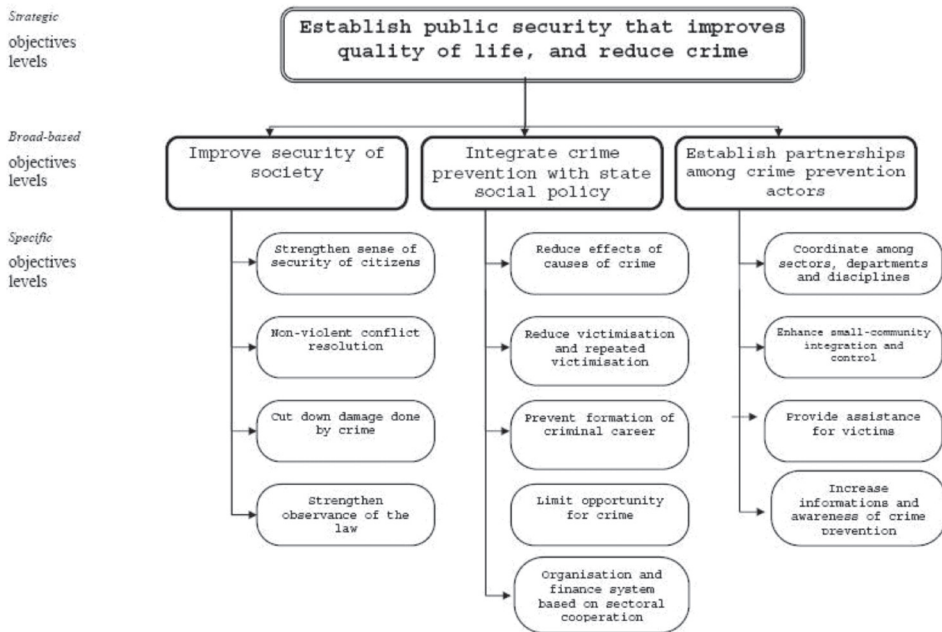 Strategic
objectives
levels
Establish public security that improves
quality of life, and reduce crime
Broad-based
objectives
levels
Improve security of
society
Integrate crime
prevention with state
social policy
Establish partnerships
among crime prevention
actors
Specific
objectives
levels
Strengthen sense of
security of citizens
Reduce effects of
causes of crime
Coordinate among
sectors, departments
and disciplines
Non-violent conflict
resolution
Reduce victimisation
and repeated
victimisation
Enhance small-community
integration and
control
Cut down damage done
by crime
Prevent formation of
criminal career
Provide assistance
for victims
Strengthen
observance of the
law
Limit opportunity
for crime
Increase
informations and
awareness of crime
prevention
Organisation and
finance system
based on sectoral
cooperation